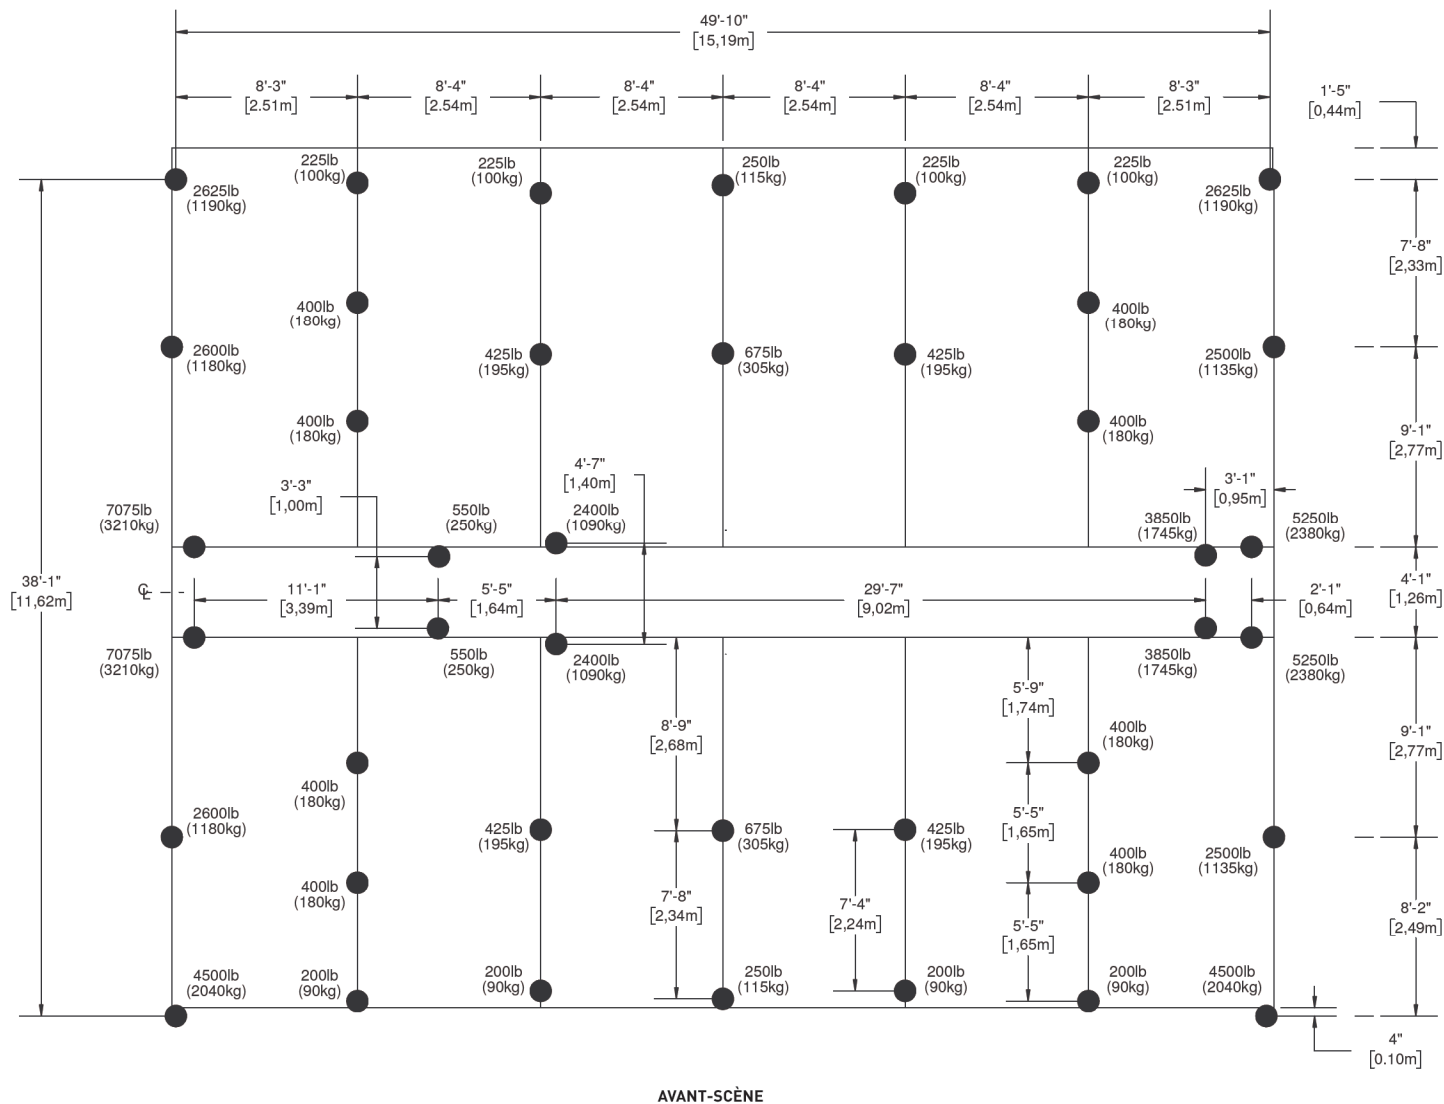 49'-10"
[15,19m]
8'-3"
[2.51m]
8'-4"
[2.54m]
8'-4"
[2.54m]
8'-4"
[2.54m]
8'-4"
[2.54m]
8'-3"
[2.51m]
1'-5"
[0,44m]
225lb
(100kg)
225lb
(100kg)
250lb
(115kg)
225lb
(100kg)
225lb
(100kg)
2625lb
(1190kg)
2625lb
(1190kg)
7'-8"
[2,33m]
400lb
(180kg)
400lb
(180kg)
2600lb
(1180kg)
425lb
(195kg)
675lb
(305kg)
425lb
(195kg)
2500lb
(1135kg)
400lb
(180kg)
400lb
(180kg)
9'-1"
[2,77m]
3'-3"
[1,00m]
4'-7"
[1,40m]
3'-1"
[0,95m]
7075lb
(3210kg)
550lb
(250kg)
2400lb
(1090kg)
3850lb
(1745kg)
5250lb
(2380kg)
38'-1"
[11,62m]
℄
11'-1"
[3,39m]
5'-5"
[1,64m]
29'-7"
[9,02m]
2'-1"
[0,64m]
4'-1"
[1,26m]
7075lb
(3210kg)
550lb
(250kg)
2400lb
(1090kg)
3850lb
(1745kg)
5250lb
(2380kg)
8'-9"
[2,68m]
5'-9"
[1,74m]
400lb
(180kg)
9'-1"
[2,77m]
400lb
(180kg)
2600lb
(1180kg)
425lb
(195kg)
675lb
(305kg)
425lb
(195kg)
5'-5"
[1,65m]
400lb
(180kg)
2500lb
(1135kg)
400lb
(180kg)
7'-8"
[2,34m]
7'-4"
[2,24m]
5'-5"
[1,65m]
8'-2"
[2,49m]
4500lb
(2040kg)
200lb
(90kg)
200lb
(90kg)
250lb
(115kg)
200lb
(90kg)
200lb
(90kg)
4500lb
(2040kg)
4"
[0.10m]
AVANT-SCÈNE